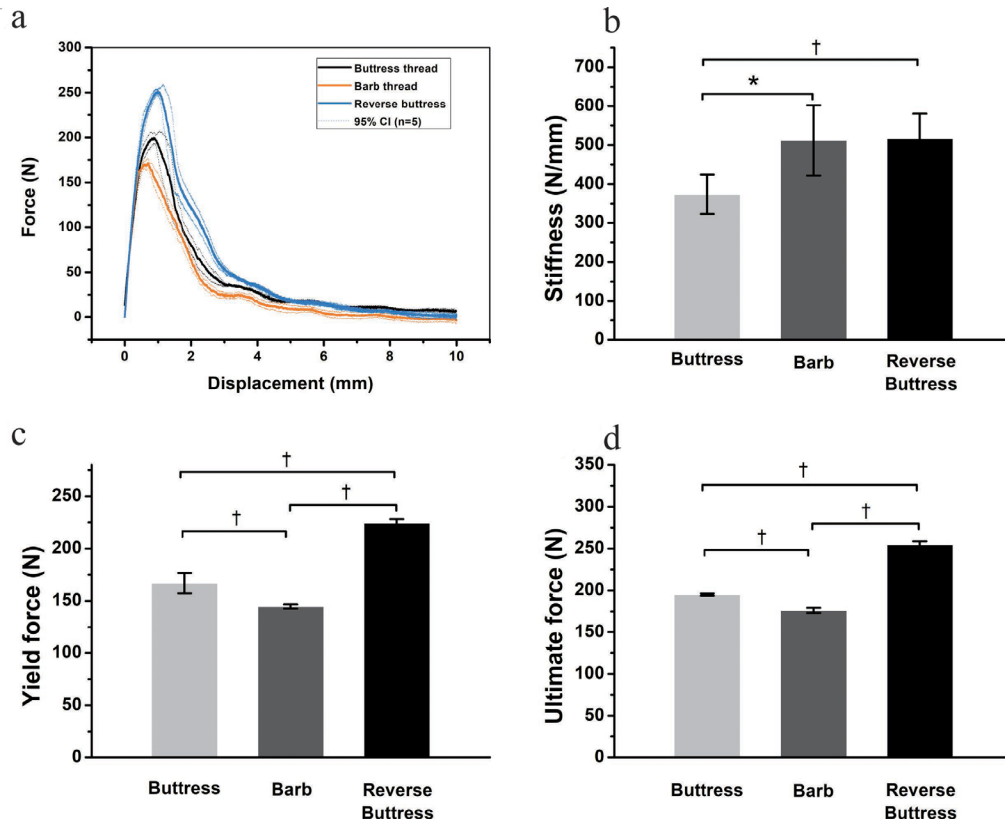 a
300
250
200
150
100
50
0
Force (N)
0 2 4 6 8 10
Displacement (mm)
Buttress thread
Barb thread
Reverse buttress
95% CI (n=5)
b
800
700
600
500
400
300
200
100
0
Stiffness (N/mm)
†
*
Buttress Barb Reverse
Buttress
c
250
200
150
100
50
0
Yield force (N)
†
† †
Buttress Barb Reverse
Buttress
d
350
300
250
200
150
100
50
0
Ultimate force (N)
†
†
†
Buttress Barb Reverse
Buttress